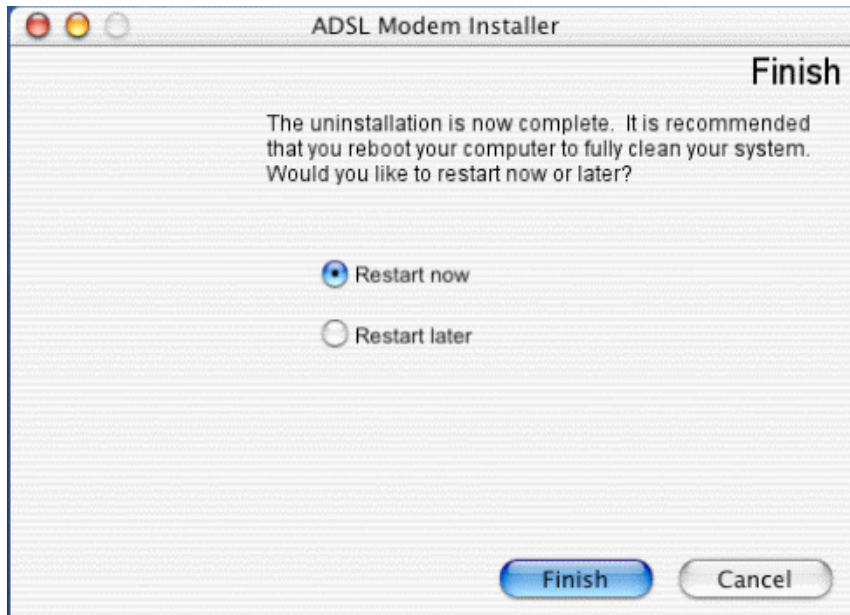 ADSL Modem Installer
Finish
The uninstallation is now complete. It is recommended
that you reboot your computer to fully clean your system.
Would you like to restart now or later?
Restart now
Restart later
Finish
Cancel